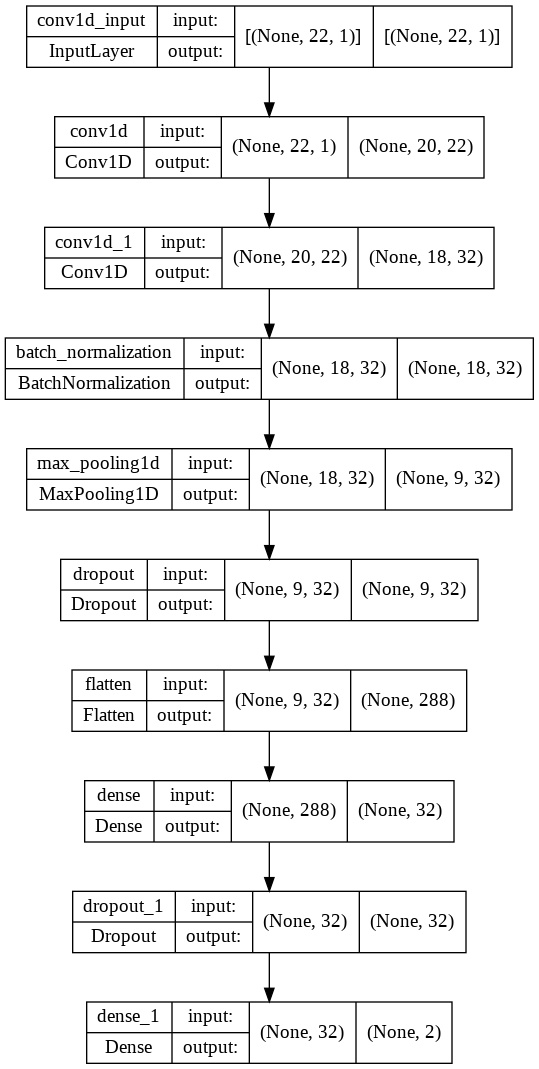 conv1d_input input: [(None, 22, 1)] [(None, 22, 1)]
InputLayer output:
conv1d input: (None, 22, 1) (None, 20, 22)
Conv1D output:
conv1d_1 input: (None, 20, 22) (None, 18, 32)
Conv1D output:
batch_normalization input: (None, 18, 32) (None, 18, 32)
BatchNormalization output:
max_pooling1d input: (None, 18, 32) (None, 9, 32)
MaxPooling1D output:
dropout input: (None, 9, 32) (None, 9, 32)
Dropout output:
flatten input: (None, 9, 32) (None, 288)
Flatten output:
dense input: (None, 288) (None, 32)
Dense output:
dropout_1 input: (None, 32) (None, 32)
Dropout output:
dense_1 input: (None, 32) (None, 2)
Dense output: